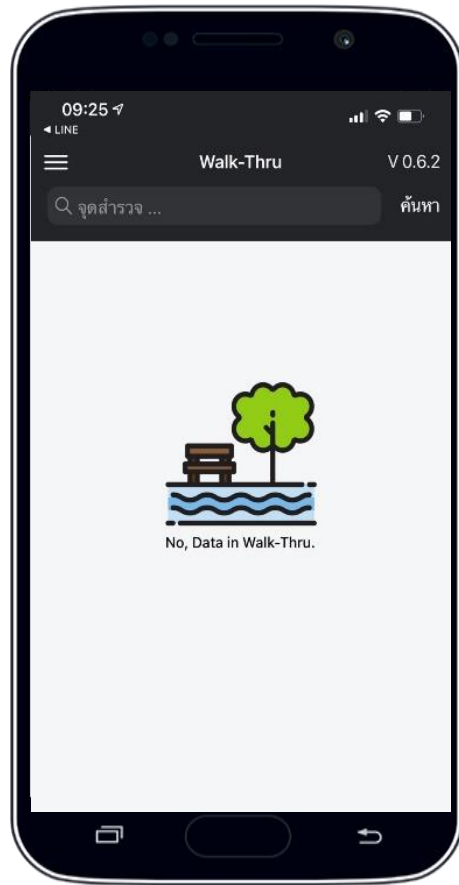 09:25
◄ LINE
Walk-Thru
V 0.6.2
จุดสำรวจ ...
ค้นหา
No, Data in Walk-Thru.